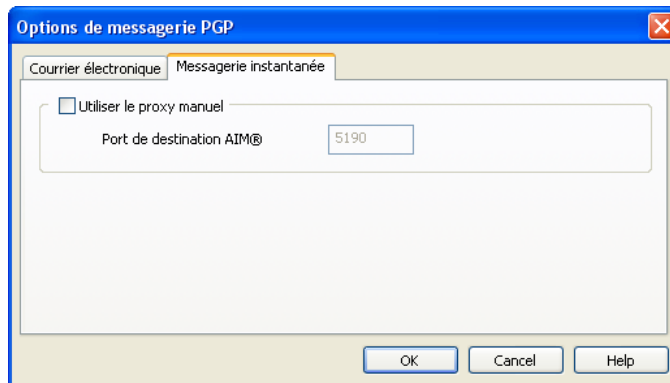 Options de messagerie PGP
Courrier électronique Messagerie instantanée
Utiliser le proxy manuel
Port de destination AIM® 5190
OK Cancel Help